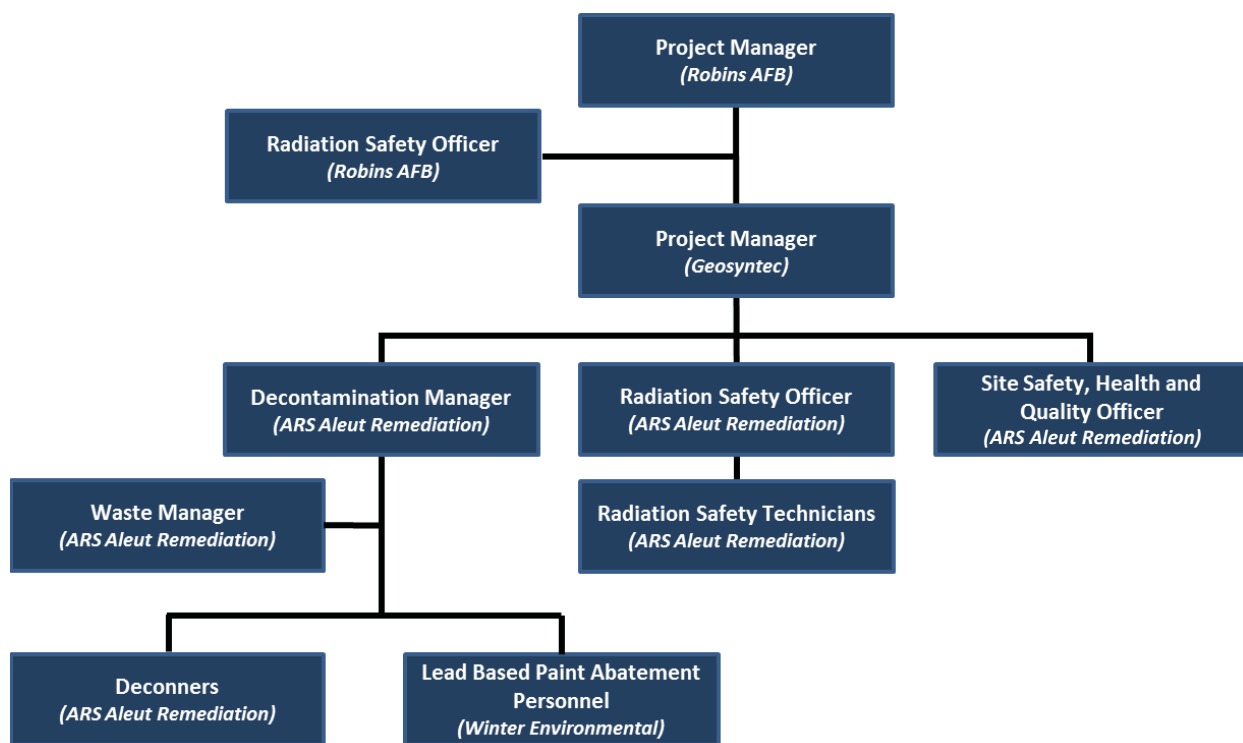 Project Manager
(Robins AFB)
Radiation Safety Officer
(Robins AFB)
Project Manager
(Geosyntec)
Decontamination Manager
(ARS Aleut Remediation)
Radiation Safety Officer
(ARS Aleut Remediation)
Site Safety, Health and
Quality Officer
(ARS Aleut Remediation)
Waste Manager
(ARS Aleut Remediation)
Radiation Safety Technicians
(ARS Aleut Remediation)
Deconners
(ARS Aleut Remediation)
Lead Based Paint Abatement
Personnel
(Winter Environmental)